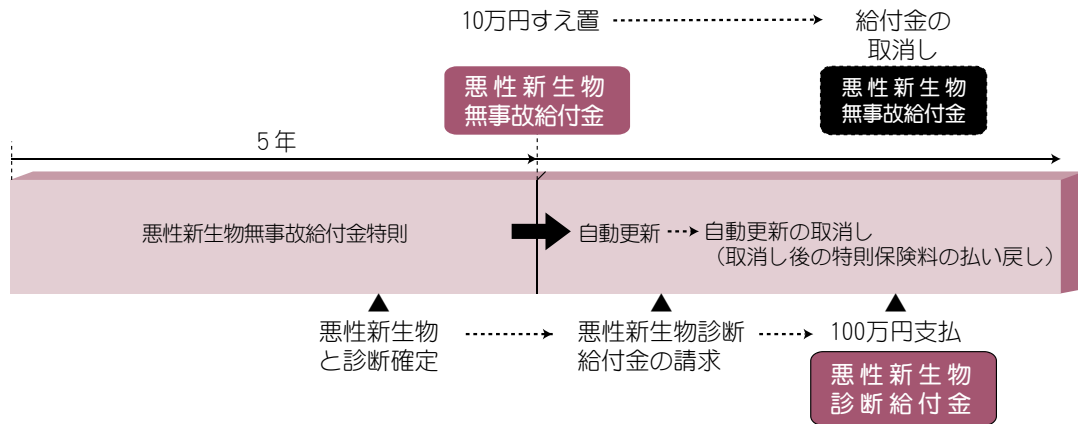 10万円すえ置
給付金の
取消し
悪性新生物
無事故給付金
悪性新生物
無事故給付金
5年
悪性新生物無事故給付金特則
自動更新
自動更新の取消し
（取消し後の特則保険料の払い戻し）
悪性新生物
と診断確定
悪性新生物診断
給付金の請求
100万円支払
悪性新生物
診断給付金